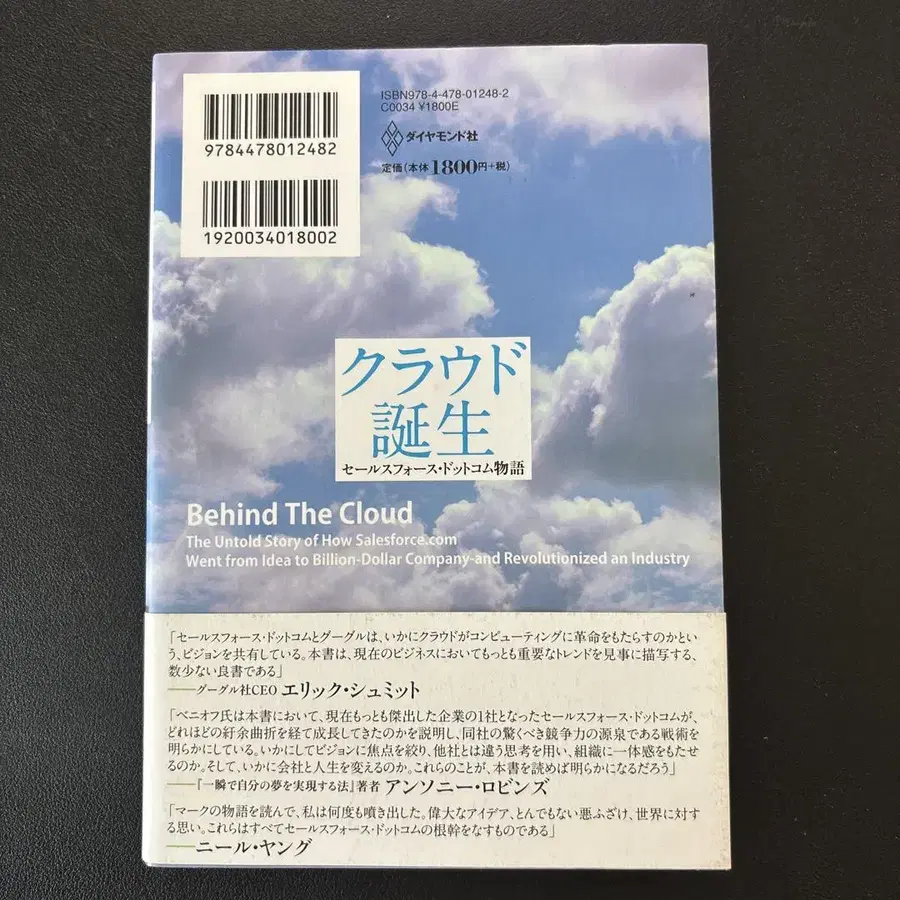 9784478012482
1920034018002
ISBN978-4-478-01248-2
C0034 ¥1800E
ダイヤモンド社
定価(本体1800円+税)
クラウド
誕生
セールスフォース・ドットコム物語
Behind The Cloud
The Untold Story of How Salesforce.com
Went from Idea to Billion-Dollar Company-and Revolutionized an Industry
「セールスフォース・ドットコムとグーグルは、いかにクラウドがコンピューティングに革命をもたらすのかとい
う、ビジョンを共有している。本書は、現在のビジネスにおいてもっとも重要なトレンドを見事に描写する、
数少ない良書である」
──グーグル社CEO エリック・シュミット
「ベニオフ氏は本書において、現在もっとも傑出した企業の1社となったセールスフォース・ドットコムが、
どれほどの紆余曲折を経て成長してきたのかを説明し、同社の驚くべき競争力の源泉である戦術を
明らかにしている。いかにしてビジョンに焦点を絞り、他社とは違う思考を用い、組織に一体感をもたせ
るのか。そして、いかに会社と人生を変えるのか。これらのことが、本書を読めば明らかになるだろう」
──『一瞬で自分の夢を実現する法』著者 アンソニー・ロビンズ
「マークの物語を読んで、私は何度も噴き出した。偉大なアイデア、とんでもない悪ふざけ、世界に対す
る思い。これらはすべてセールスフォース・ドットコムの根幹をなすものである」
──ニール・ヤング